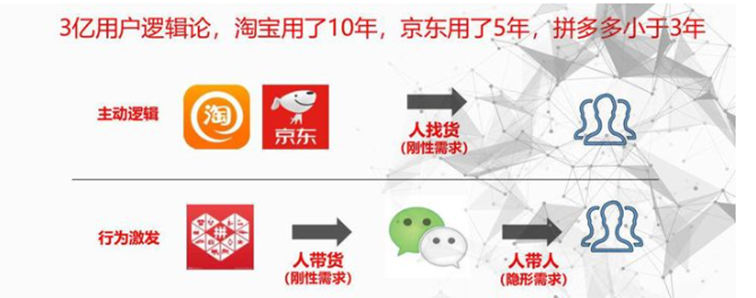 3亿用户逻辑论，淘宝用了10年，京东用了5年，拼多多小于3年
主动逻辑
淘
京东
人找货
(刚性需求)
行为激发
拼
人带货
(刚性需求)
人带人
(隐形需求)